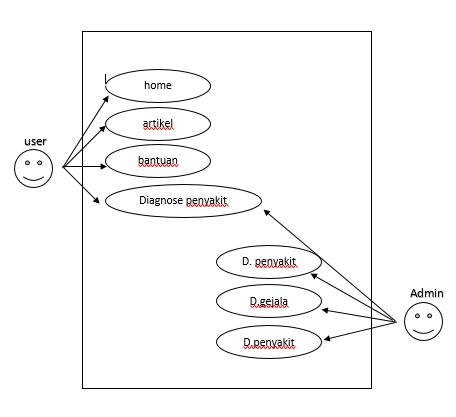 home
user
artikel
bantuan
Diagnose penyakit
D. penyakit
D.gejala
Admin
D.penyakit